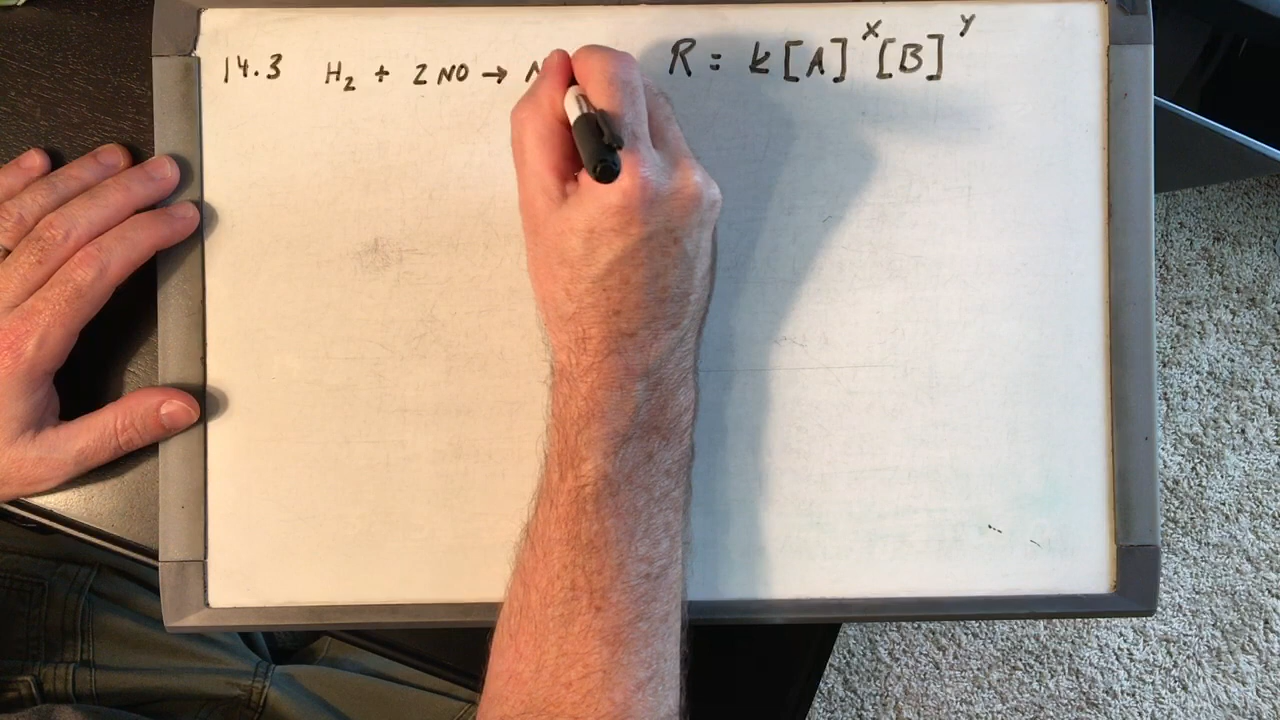 14.3 H₂ + 2NO → N R = k[A]ˣ[B]ʸ